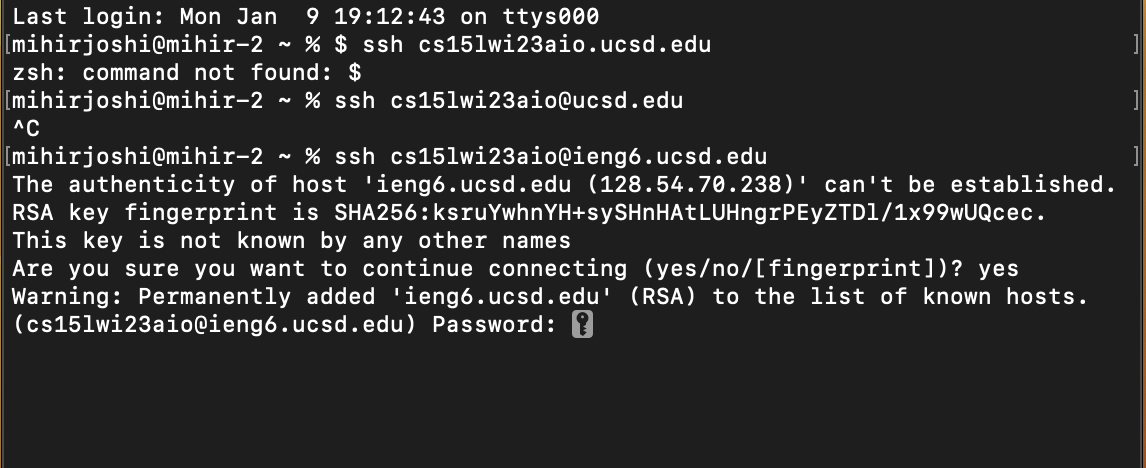 Last login: Mon Jan  9 19:12:43 on ttys000
[mihirjoshi@mihir-2 ~ % $ ssh cs15lwi23aio.ucsd.edu ]
zsh: command not found: $
[mihirjoshi@mihir-2 ~ % ssh cs15lwi23aio@ucsd.edu ]
^C
[mihirjoshi@mihir-2 ~ % ssh cs15lwi23aio@ieng6.ucsd.edu ]
The authenticity of host 'ieng6.ucsd.edu (128.54.70.238)' can't be established.
RSA key fingerprint is SHA256:ksruYwhnYH+sySHnHAtLUHngrPEyZTDl/1x99wUQcec.
This key is not known by any other names
Are you sure you want to continue connecting (yes/no/[fingerprint])? yes
Warning: Permanently added 'ieng6.ucsd.edu' (RSA) to the list of known hosts.
(cs15lwi23aio@ieng6.ucsd.edu) Password: